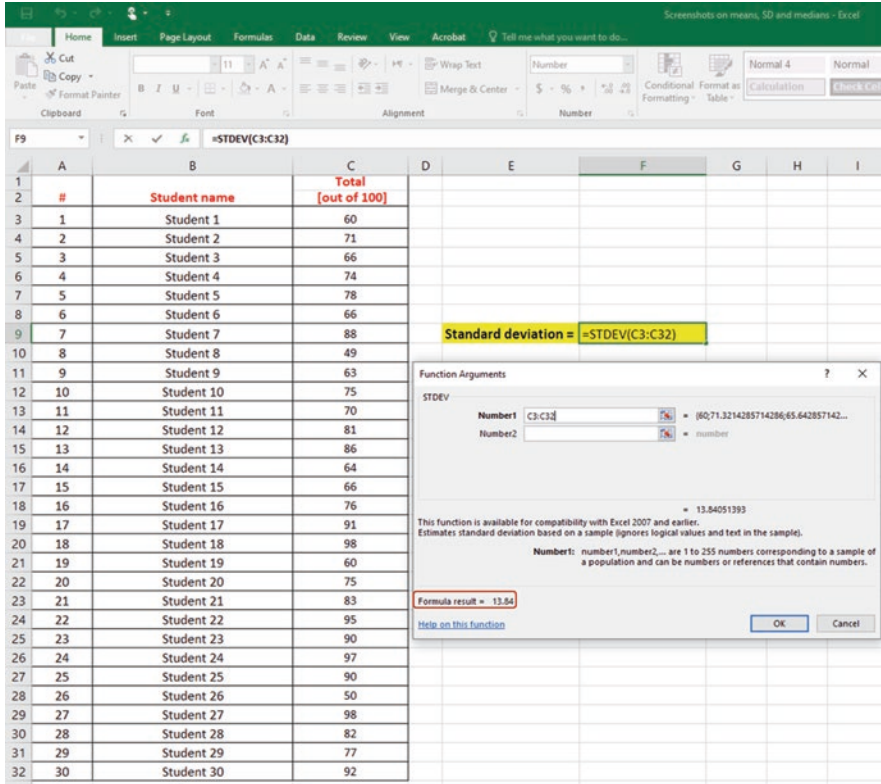 Screenshots on means, SD and medians - Excel
Home Insert Page Layout Formulas Data Review View Acrobat Tell me what you want to do...
Cut
Copy
Format Painter
Paste
11 A A
B I U A
Wrap Text
Merge & Center
Number
$ % ,
Conditional Formatting
Format as Table
Normal 4
Normal
Calculation
Check Cel
Clipboard Font Alignment Number
F9 fx =STDEV(C3:C32)
A B C D E F G H I
1 Total
2 # Student name [out of 100]
3 1 Student 1 60
4 2 Student 2 71
5 3 Student 3 66
6 4 Student 4 74
7 5 Student 5 78
8 6 Student 6 66
9 7 Student 7 88 Standard deviation = =STDEV(C3:C32)
10 8 Student 8 49
11 9 Student 9 63
12 10 Student 10 75
13 11 Student 11 70
14 12 Student 12 81
15 13 Student 13 86
16 14 Student 14 64
17 15 Student 15 66
18 16 Student 16 76
19 17 Student 17 91
20 18 Student 18 98
21 19 Student 19 60
22 20 Student 20 75
23 21 Student 21 83
24 22 Student 22 95
25 23 Student 23 90
26 24 Student 24 97
27 25 Student 25 90
28 26 Student 26 50
29 27 Student 27 98
30 28 Student 28 82
31 29 Student 29 77
32 30 Student 30 92
Function Arguments ? ×
STDEV
Number1 C3:C32 = {60;71.3214285714286;65.642857142...
Number2 = number
= 13.84051393
This function is available for compatibility with Excel 2007 and earlier.
Estimates standard deviation based on a sample (ignores logical values and text in the sample).
Number1: number1,number2,... are 1 to 255 numbers corresponding to a sample of
a population and can be numbers or references that contain numbers.
Formula result = 13.84
Help on this function
OK Cancel